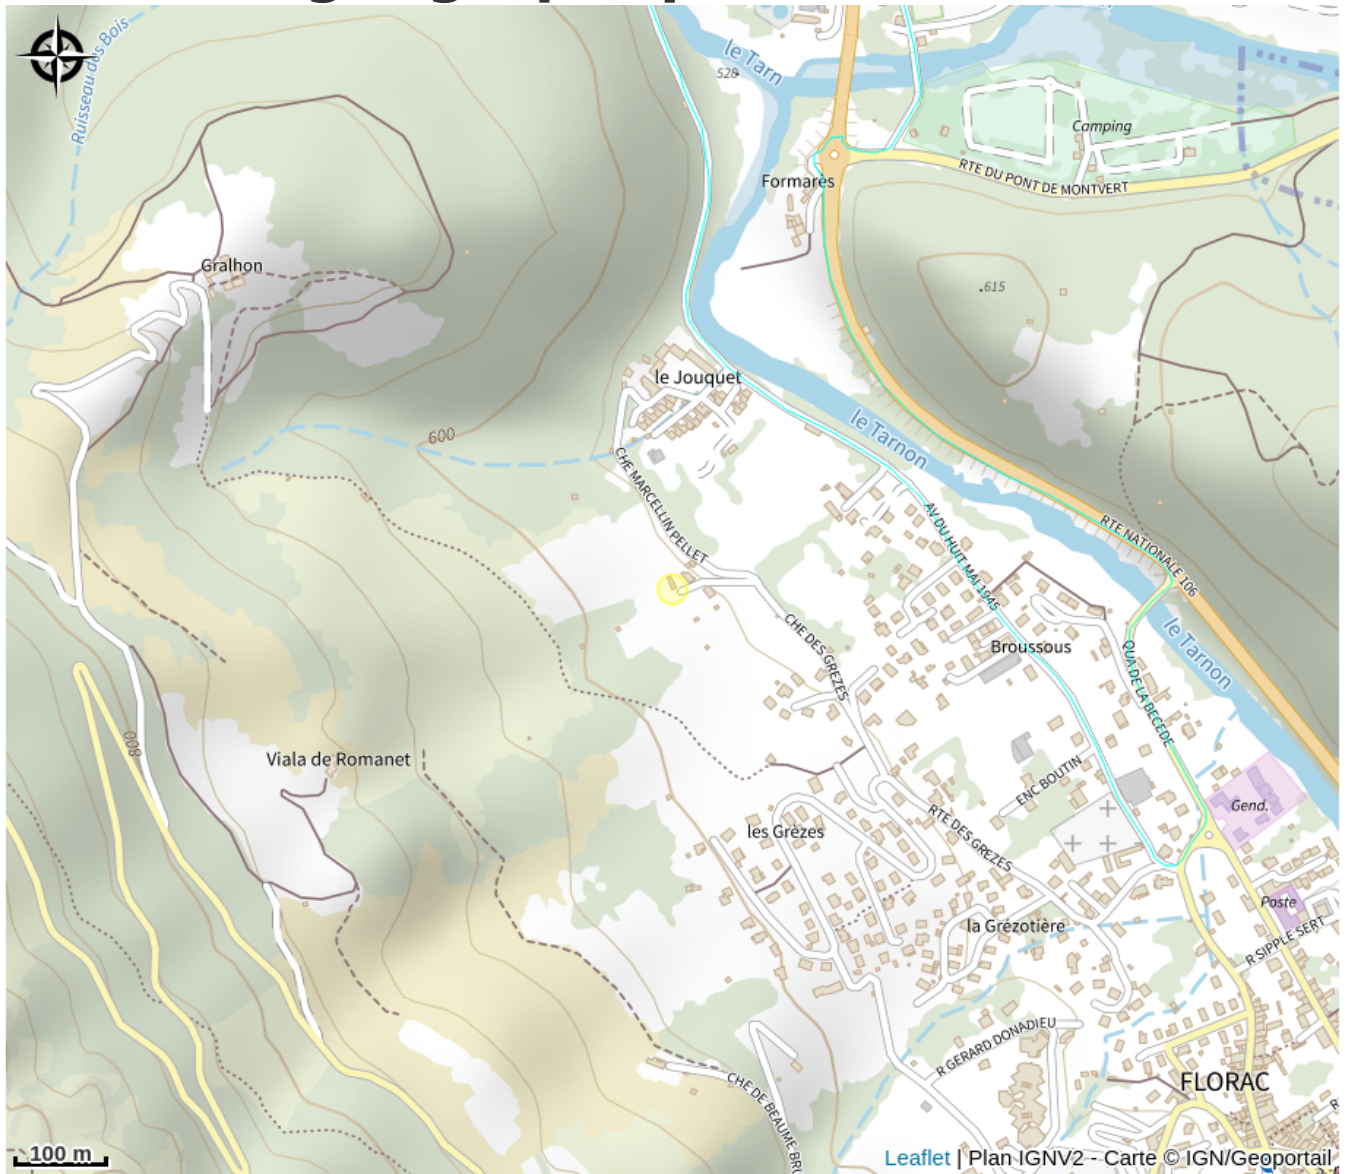 Ruisseau des Bois
le Tarn
528
Camping
RTE DU PONT DE MONTVERT
Formarès
Gralhon
.615
le Jouquet
600
le Tarnon
CHE MARCELLIN PELLET
AV DU HUIT MAI 1945
RTE NATIONALE 106
CHE DES GREZES
Broussous
le Tarnon
QUA DE LA BECEDE
800
Viala de Romanet
ENC BOUTIN
Gend.
les Grèzes
RTE DES GREZES
Poste
la Grézotière
R SIPPLE SERT
R GERARD DONADIEU
FLORAC
CHE DE BEAUME BRU
R
100 m
Leaflet | Plan IGNV2 - Carte © IGN/Geoportail